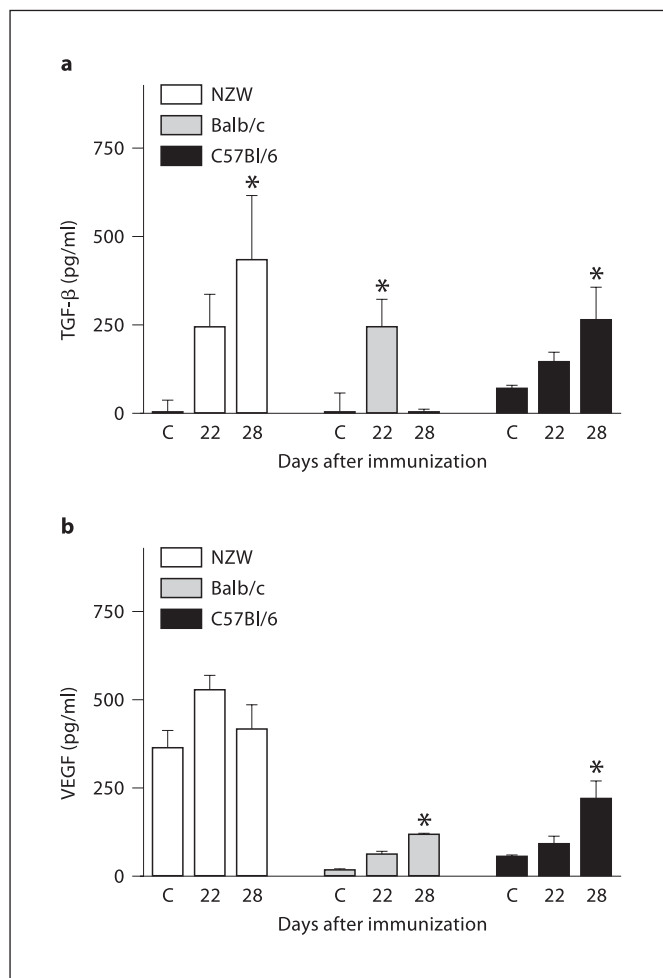 a
NZW
Balb/c
C57Bl/6
750
500
250
0
TGF-β (pg/ml)
*
*
*
C 22 28 C 22 28 C 22 28
Days after immunization
b
NZW
Balb/c
C57Bl/6
750
500
250
0
VEGF (pg/ml)
*
*
C 22 28 C 22 28 C 22 28
Days after immunization